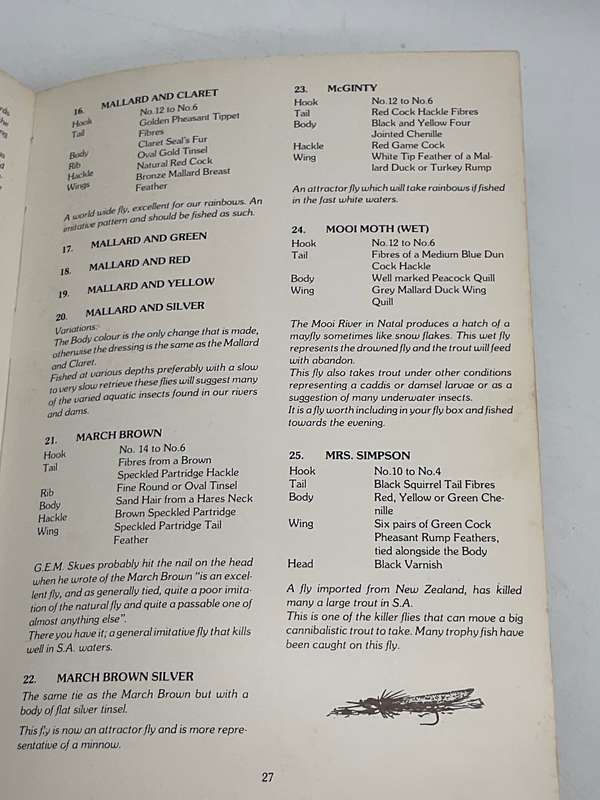 16. MALLARD AND CLARET
Hook No.12 to No.6
Tail Golden Pheasant Tippet
Fibres
Body Claret Seal's Fur
Rib Oval Gold Tinsel
Hackle Natural Red Cock
Wings Bronze Mallard Breast
Feather
A world wide fly, excellent for our rainbows. An
imitative pattern and should be fished as such.
17. MALLARD AND GREEN
18. MALLARD AND RED
19. MALLARD AND YELLOW
20. MALLARD AND SILVER
Variations:
The Body colour is the only change that is made,
otherwise the dressing is the same as the Mallard
and Claret.
Fished at various depths preferably with a slow
to very slow retrieve these flies will suggest many
of the varied aquatic insects found in our rivers
and dams.
21. MARCH BROWN
Hook No. 14 to No.6
Tail Fibres from a Brown
Speckled Partridge Hackle
Rib Fine Round or Oval Tinsel
Body Sand Hair from a Hares Neck
Hackle Brown Speckled Partridge
Wing Speckled Partridge Tail
Feather
G.E.M. Skues probably hit the nail on the head
when he wrote of the March Brown "is an excel-
lent fly, and as generally tied, quite a poor imita-
tion of the natural fly and quite a passable one of
almost anything else".
There you have it; a general imitative fly that kills
well in S.A. waters.
22. MARCH BROWN SILVER
The same tie as the March Brown but with a
body of flat silver tinsel.
This fly is now an attractor fly and is more repre-
sentative of a minnow.
23. McGINTY
Hook No.12 to No.6
Tail Red Cock Hackle Fibres
Body Black and Yellow Four
Jointed Chenille
Hackle Red Game Cock
Wing White Tip Feather of a Mal-
lard Duck or Turkey Rump
An attractor fly which will take rainbows if fished
in the fast white waters.
24. MOOI MOTH (WET)
Hook No.12 to No.6
Tail Fibres of a Medium Blue Dun
Cock Hackle
Body Well marked Peacock Quill
Wing Grey Mallard Duck Wing
Quill
The Mooi River in Natal produces a hatch of a
mayfly sometimes like snow flakes. This wet fly
represents the drowned fly and the trout will feed
with abandon.
This fly also takes trout under other conditions
representing a caddis or damsel larvae or as a
suggestion of many underwater insects.
It is a fly worth including in your fly box and fished
towards the evening.
25. MRS. SIMPSON
Hook No.10 to No.4
Tail Black Squirrel Tail Fibres
Body Red, Yellow or Green Che-
nille
Wing Six pairs of Green Cock
Pheasant Rump Feathers,
tied alongside the Body
Head Black Varnish
A fly imported from New Zealand, has killed
many a large trout in S.A.
This is one of the killer flies that can move a big
cannibalistic trout to take. Many trophy fish have
been caught on this fly.
27